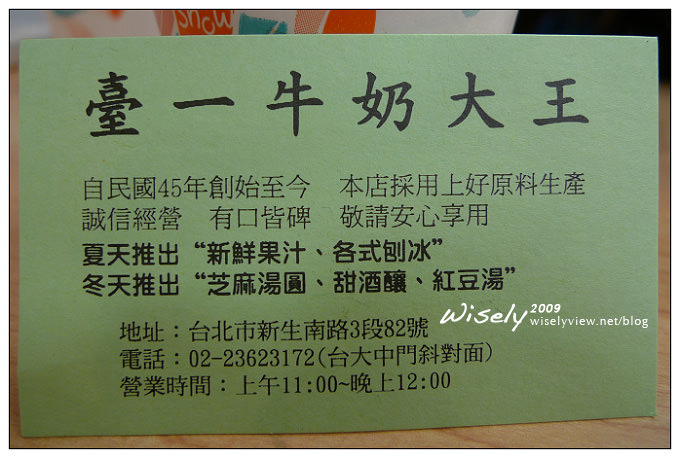 Snow
臺一牛奶大王
自民國45年創始至今 本店採用上好原料生產
誠信經營 有口皆碑 敬請安心享用
夏天推出“新鮮果汁、各式刨冰”
冬天推出“芝麻湯圓、甜酒釀、紅豆湯”
Wisely 2009
wiselyview.net/blog
地址：台北市新生南路3段82號
電話：02-23623172(台大中門斜對面)
營業時間：上午11:00~晚上12:00